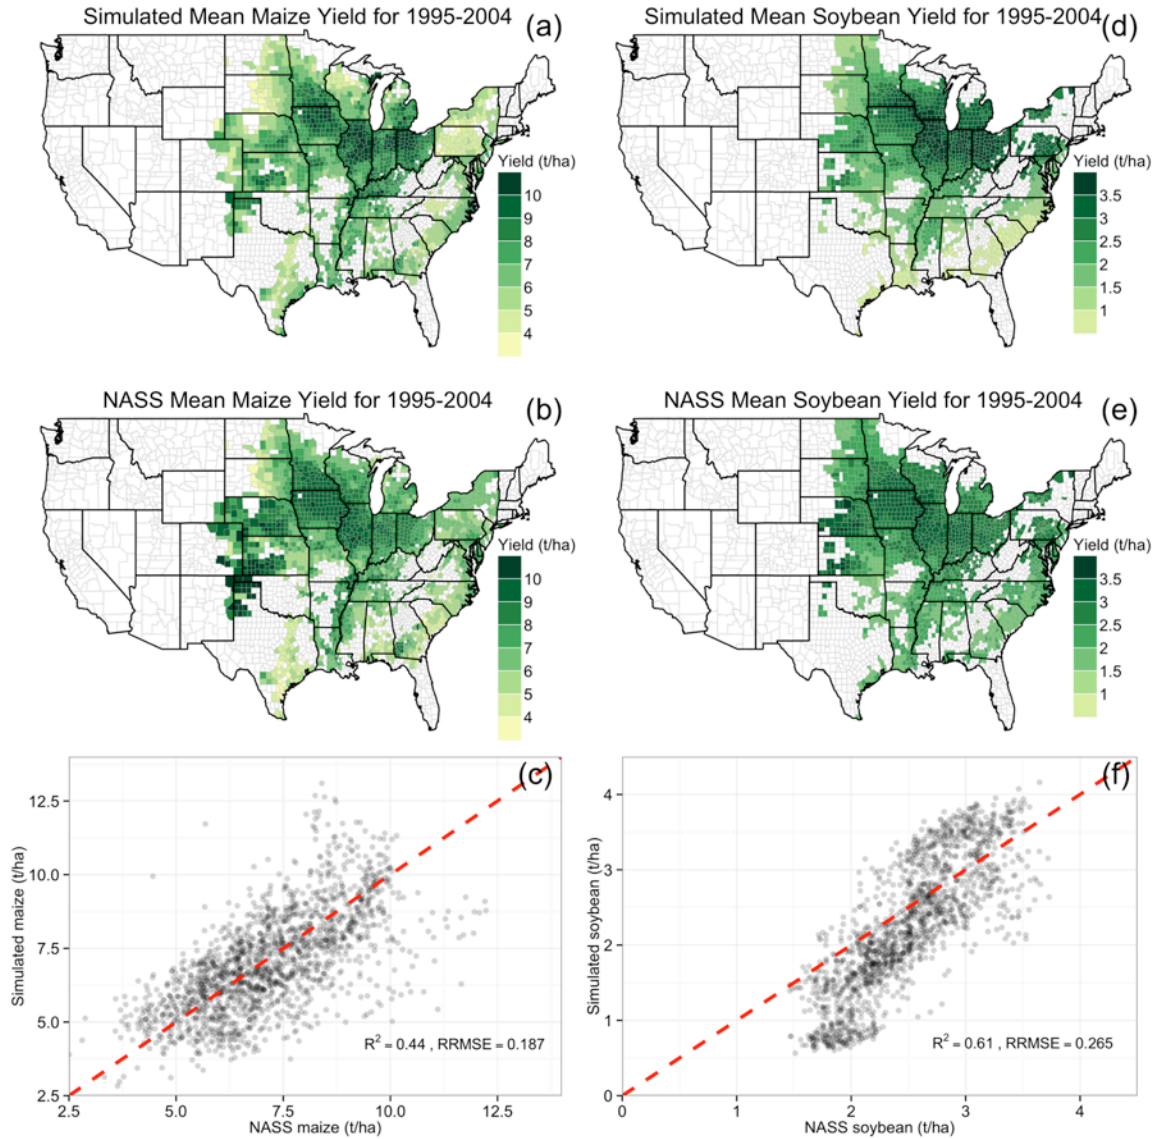 Simulated Mean Maize Yield for 1995-2004
(a)
Yield (t/ha)
10
9
8
7
6
5
4
Simulated Mean Soybean Yield for 1995-2004
(d)
Yield (t/ha)
3.5
3
2.5
2
1.5
1
NASS Mean Maize Yield for 1995-2004
(b)
Yield (t/ha)
10
9
8
7
6
5
4
NASS Mean Soybean Yield for 1995-2004
(e)
Yield (t/ha)
3.5
3
2.5
2
1.5
1
(c)
Simulated maize (t/ha)
12.5
10.0
7.5
5.0
2.5
R² = 0.44 , RRMSE = 0.187
2.5 5.0 7.5 10.0 12.5
NASS maize (t/ha)
(f)
Simulated soybean (t/ha)
4
3
2
1
0
R² = 0.61 , RRMSE = 0.265
0 1 2 3 4
NASS soybean (t/ha)